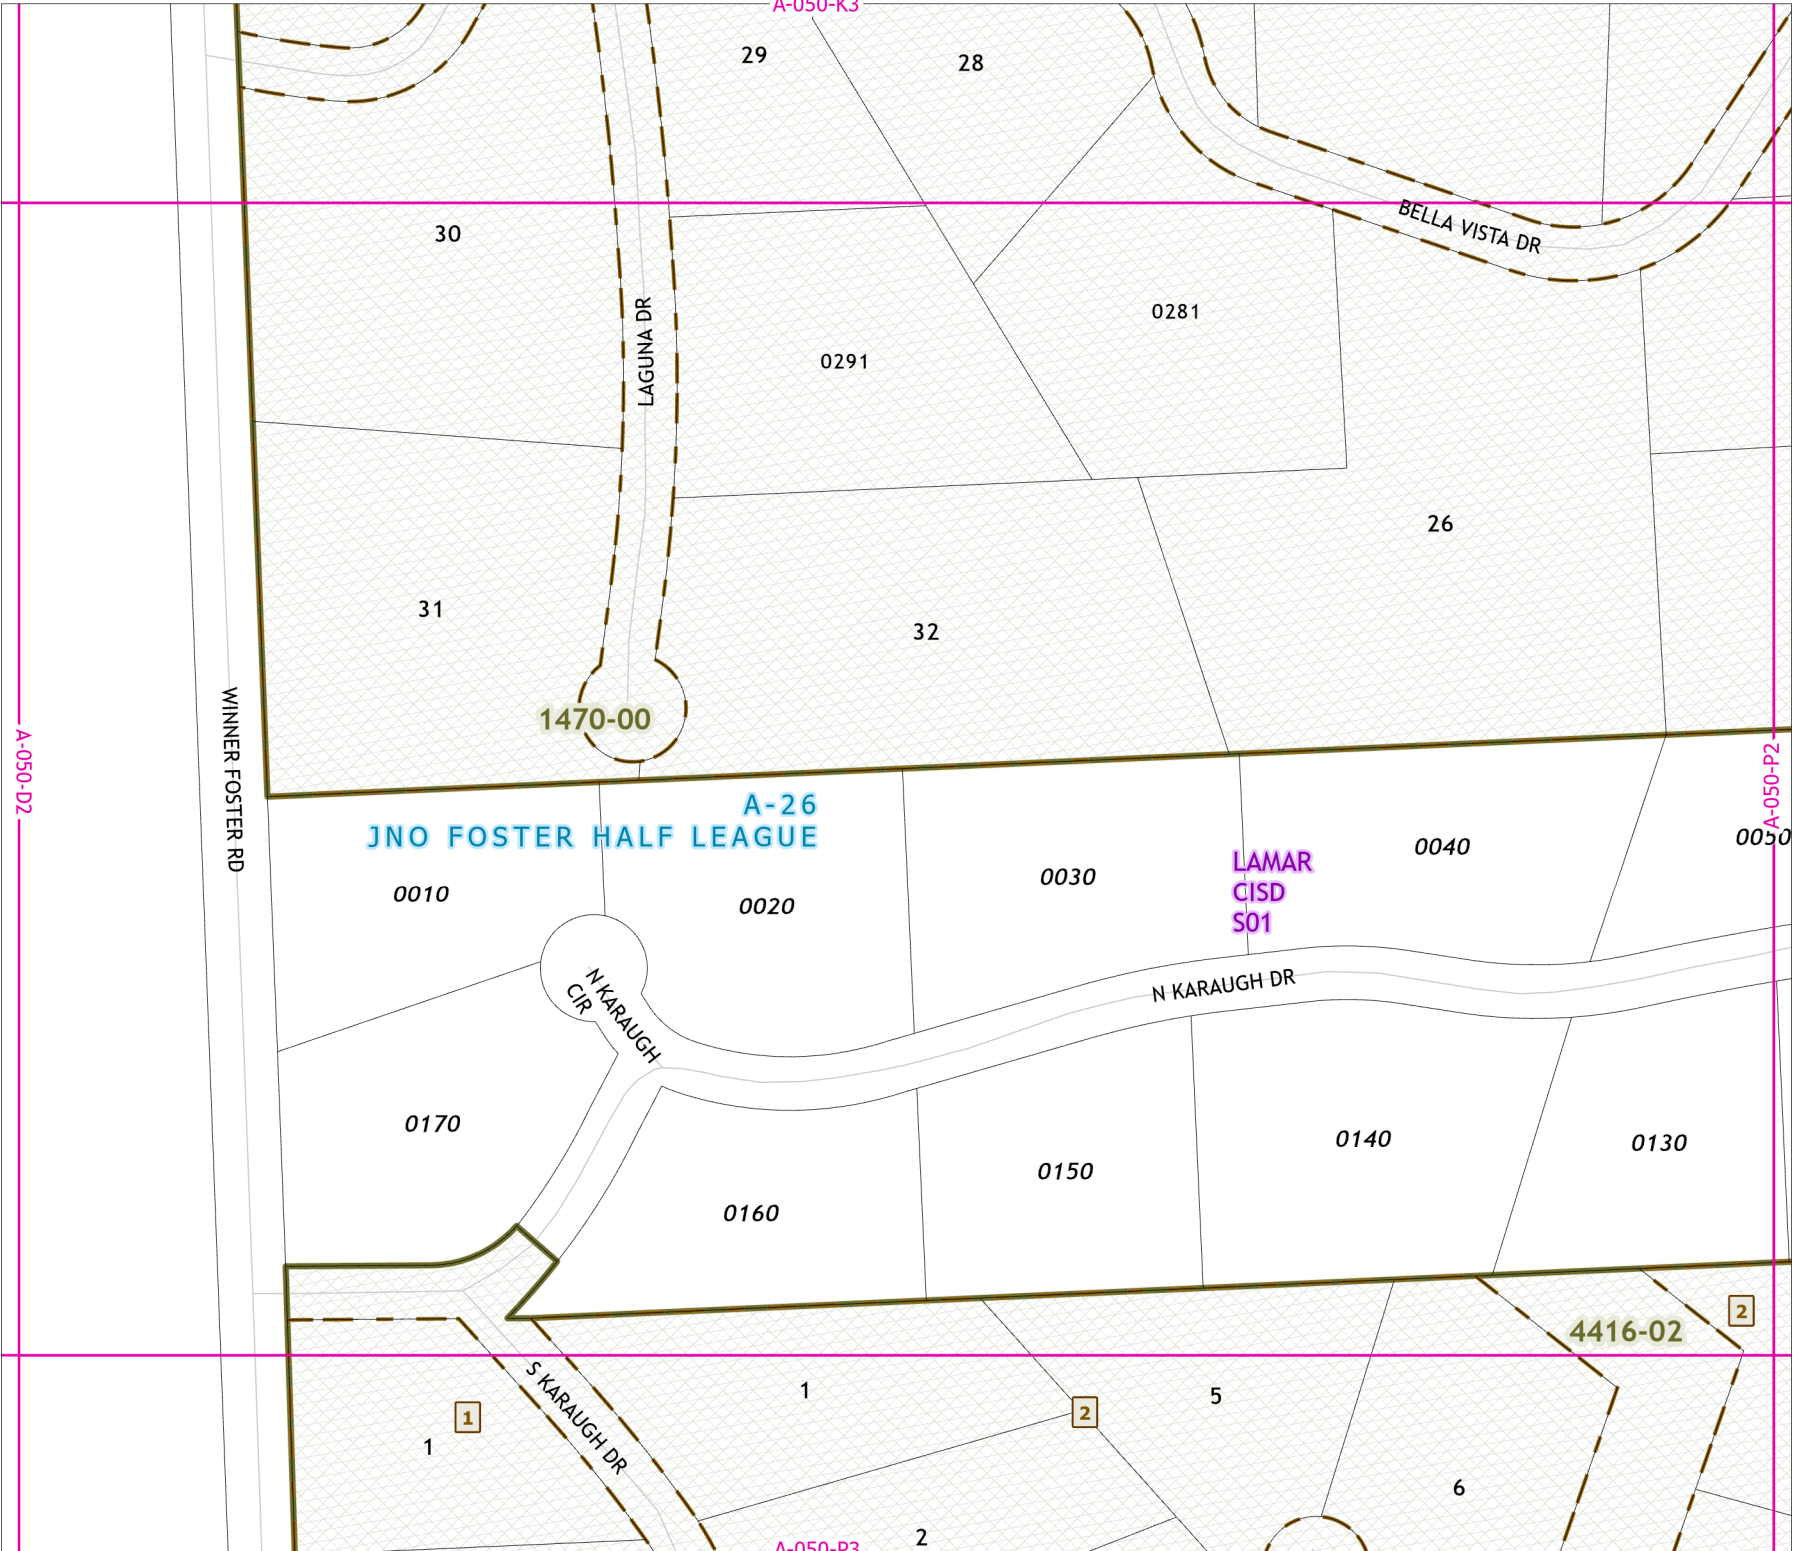 A-050-K3
29
28
30
BELLA VISTA DR
0281
LAGUNA DR
0291
26
31
32
1470-00
WINNER FOSTER RD
A-050-D2
A-050-P2
A-26
JNO FOSTER HALF LEAGUE
0010
0020
0030
LAMAR
CISD
S01
0040
0050
N KARAUGH
CIR
N KARAUGH DR
0170
0160
0150
0140
0130
4416-02
2
S KARAUGH DR
1
1
1
2
5
6
2
A-050-P3